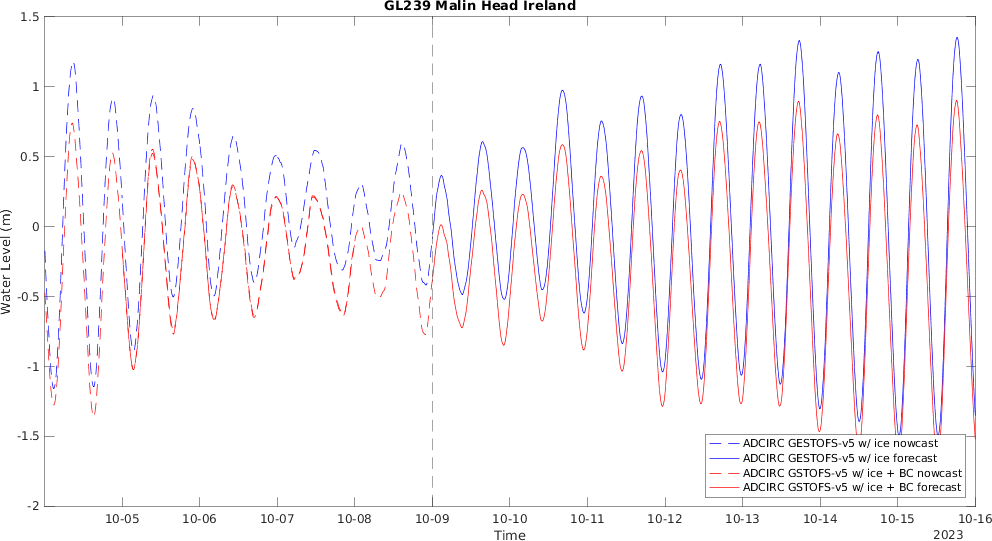 GL239 Malin Head Ireland
1.5
1
0.5
0
-0.5
-1
-1.5
-2
Water Level (m)
10-05 10-06 10-07 10-08 10-09 10-10 10-11 10-12 10-13 10-14 10-15 10-16
Time
2023
ADCIRC GESTOFS-v5 w/ ice nowcast
ADCIRC GESTOFS-v5 w/ ice forecast
ADCIRC GSTOFS-v5 w/ ice + BC nowcast
ADCIRC GSTOFS-v5 w/ ice + BC forecast